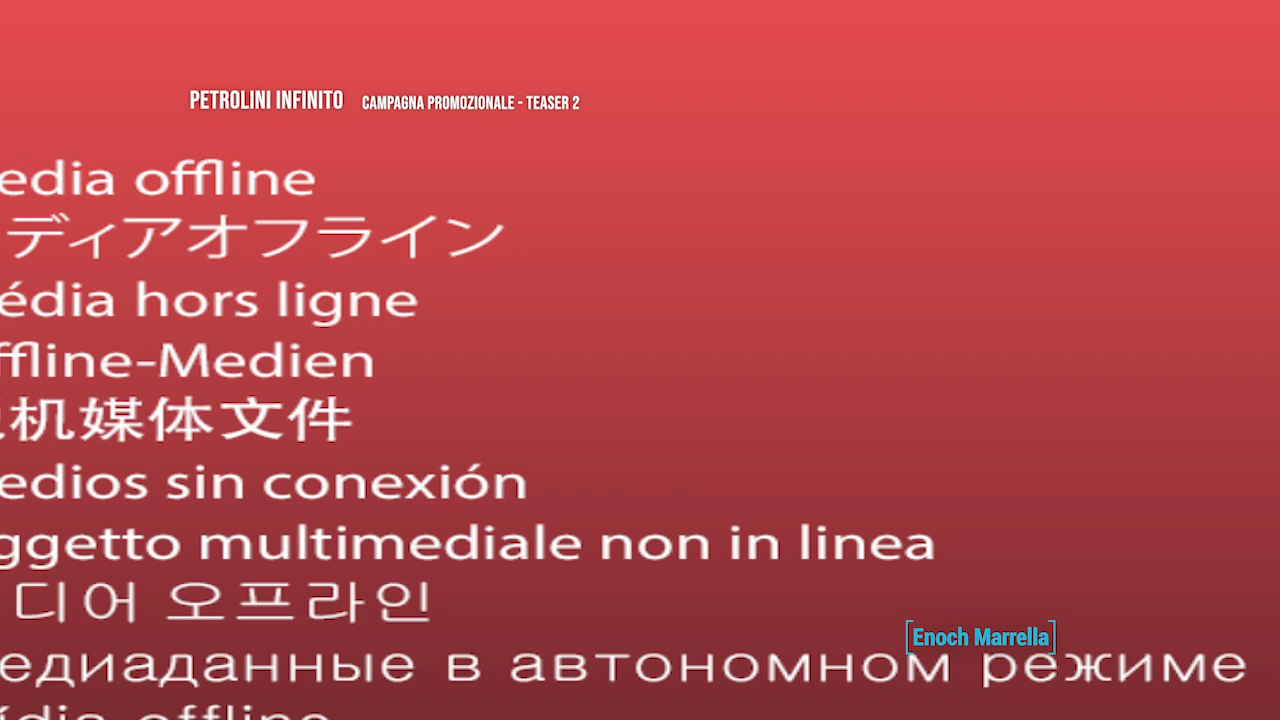 PETROLINI INFINITO CAMPAGNA PROMOZIONALE - TEASER 2
edia offline
ディアオフライン
édia hors ligne
ffline-Medien
机媒体文件
edios sin conexión
ggetto multimediale non in linea
디어 오프라인
[Enoch Marrella]
едиаданные в автономном режиме
ídia offline